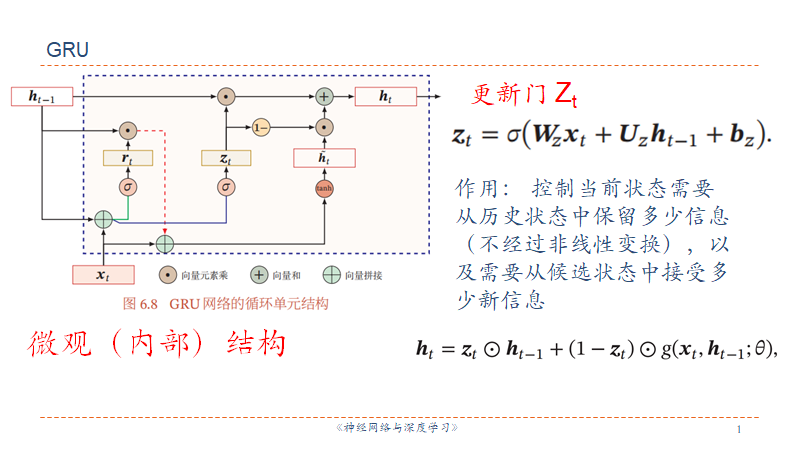 GRU
h_{t-1}
h_t
1-
r_t
z_t
h̃_t
σ
σ
tanh
x_t
向量元素乘
向量和
向量拼接
图 6.8 GRU 网络的循环单元结构
微观（内部）结构
更新门 Z_t
z_t = σ(W_z x_t + U_z h_{t-1} + b_z).
作用： 控制当前状态需要
从历史状态中保留多少信息
（不经过非线性变换），以
及需要从候选状态中接受多
少新信息
h_t = z_t ⊙ h_{t-1} + (1 − z_t) ⊙ g(x_t, h_{t-1}; θ),
《神经网络与深度学习》
1